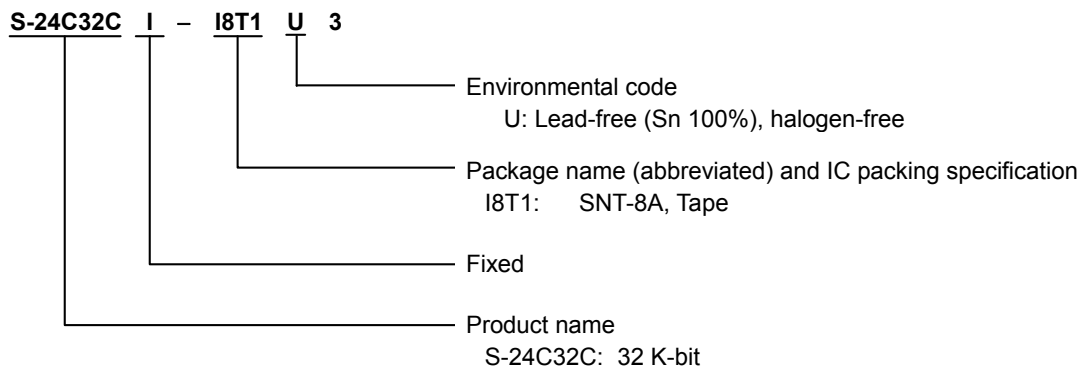 S-24C32C I – I8T1 U 3
Environmental code
U: Lead-free (Sn 100%), halogen-free
Package name (abbreviated) and IC packing specification
I8T1: SNT-8A, Tape
Fixed
Product name
S-24C32C: 32 K-bit